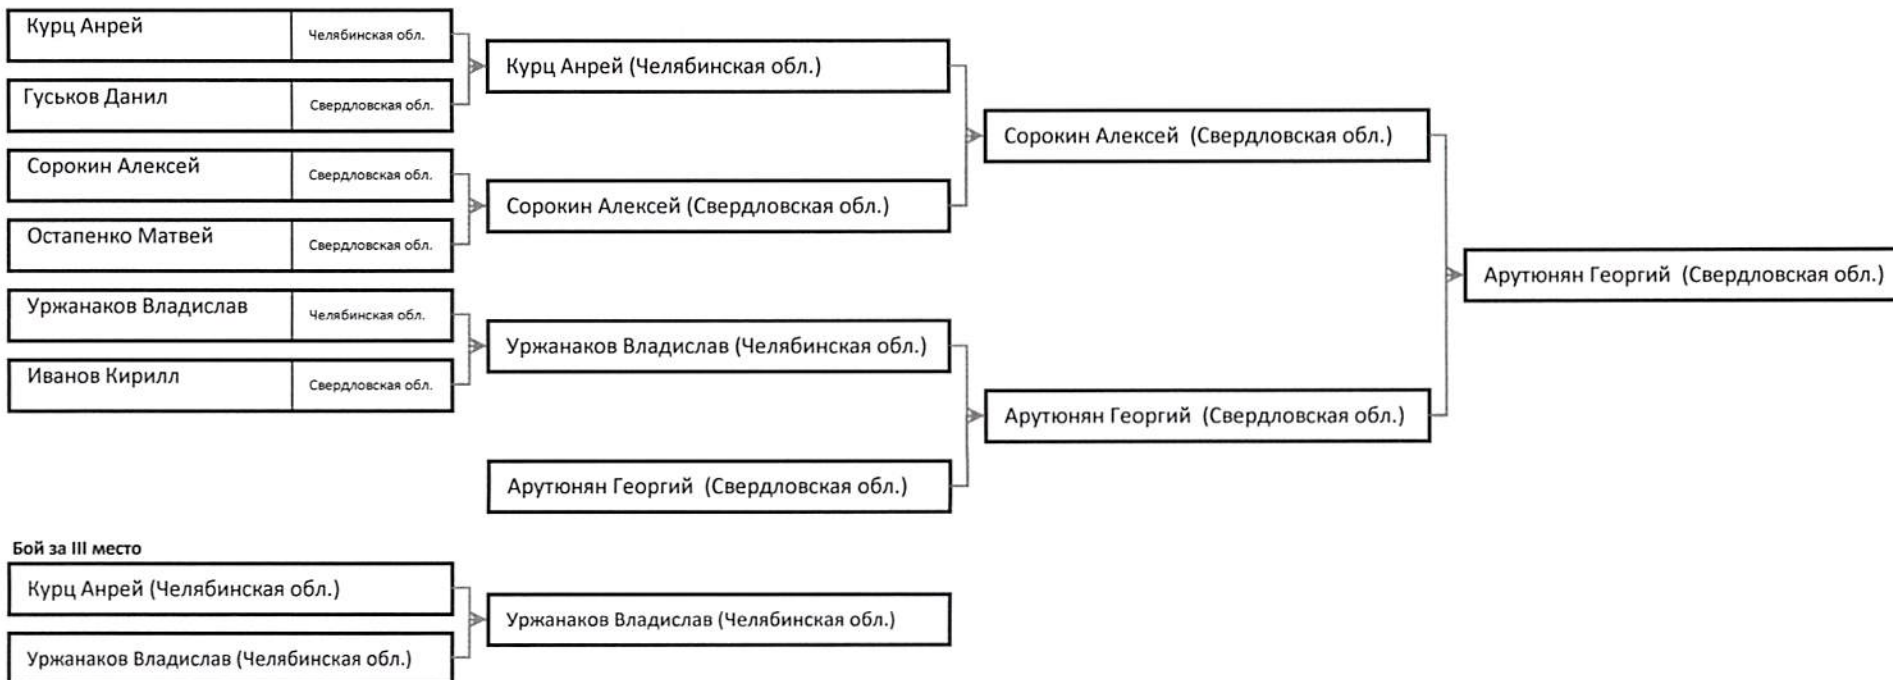 Курц Анрей Челябинская обл.
Гуськов Данил Свердловская обл.
Сорокин Алексей Свердловская обл.
Остапенко Матвей Свердловская обл.
Уржанаков Владислав Челябинская обл.
Иванов Кирилл Свердловская обл.
Курц Анрей (Челябинская обл.)
Сорокин Алексей (Свердловская обл.)
Уржанаков Владислав (Челябинская обл.)
Арутюнян Георгий (Свердловская обл.)
Сорокин Алексей (Свердловская обл.)
Арутюнян Георгий (Свердловская обл.)
Арутюнян Георгий (Свердловская обл.)
Бой за III место
Курц Анрей (Челябинская обл.)
Уржанаков Владислав (Челябинская обл.)
Уржанаков Владислав (Челябинская обл.)